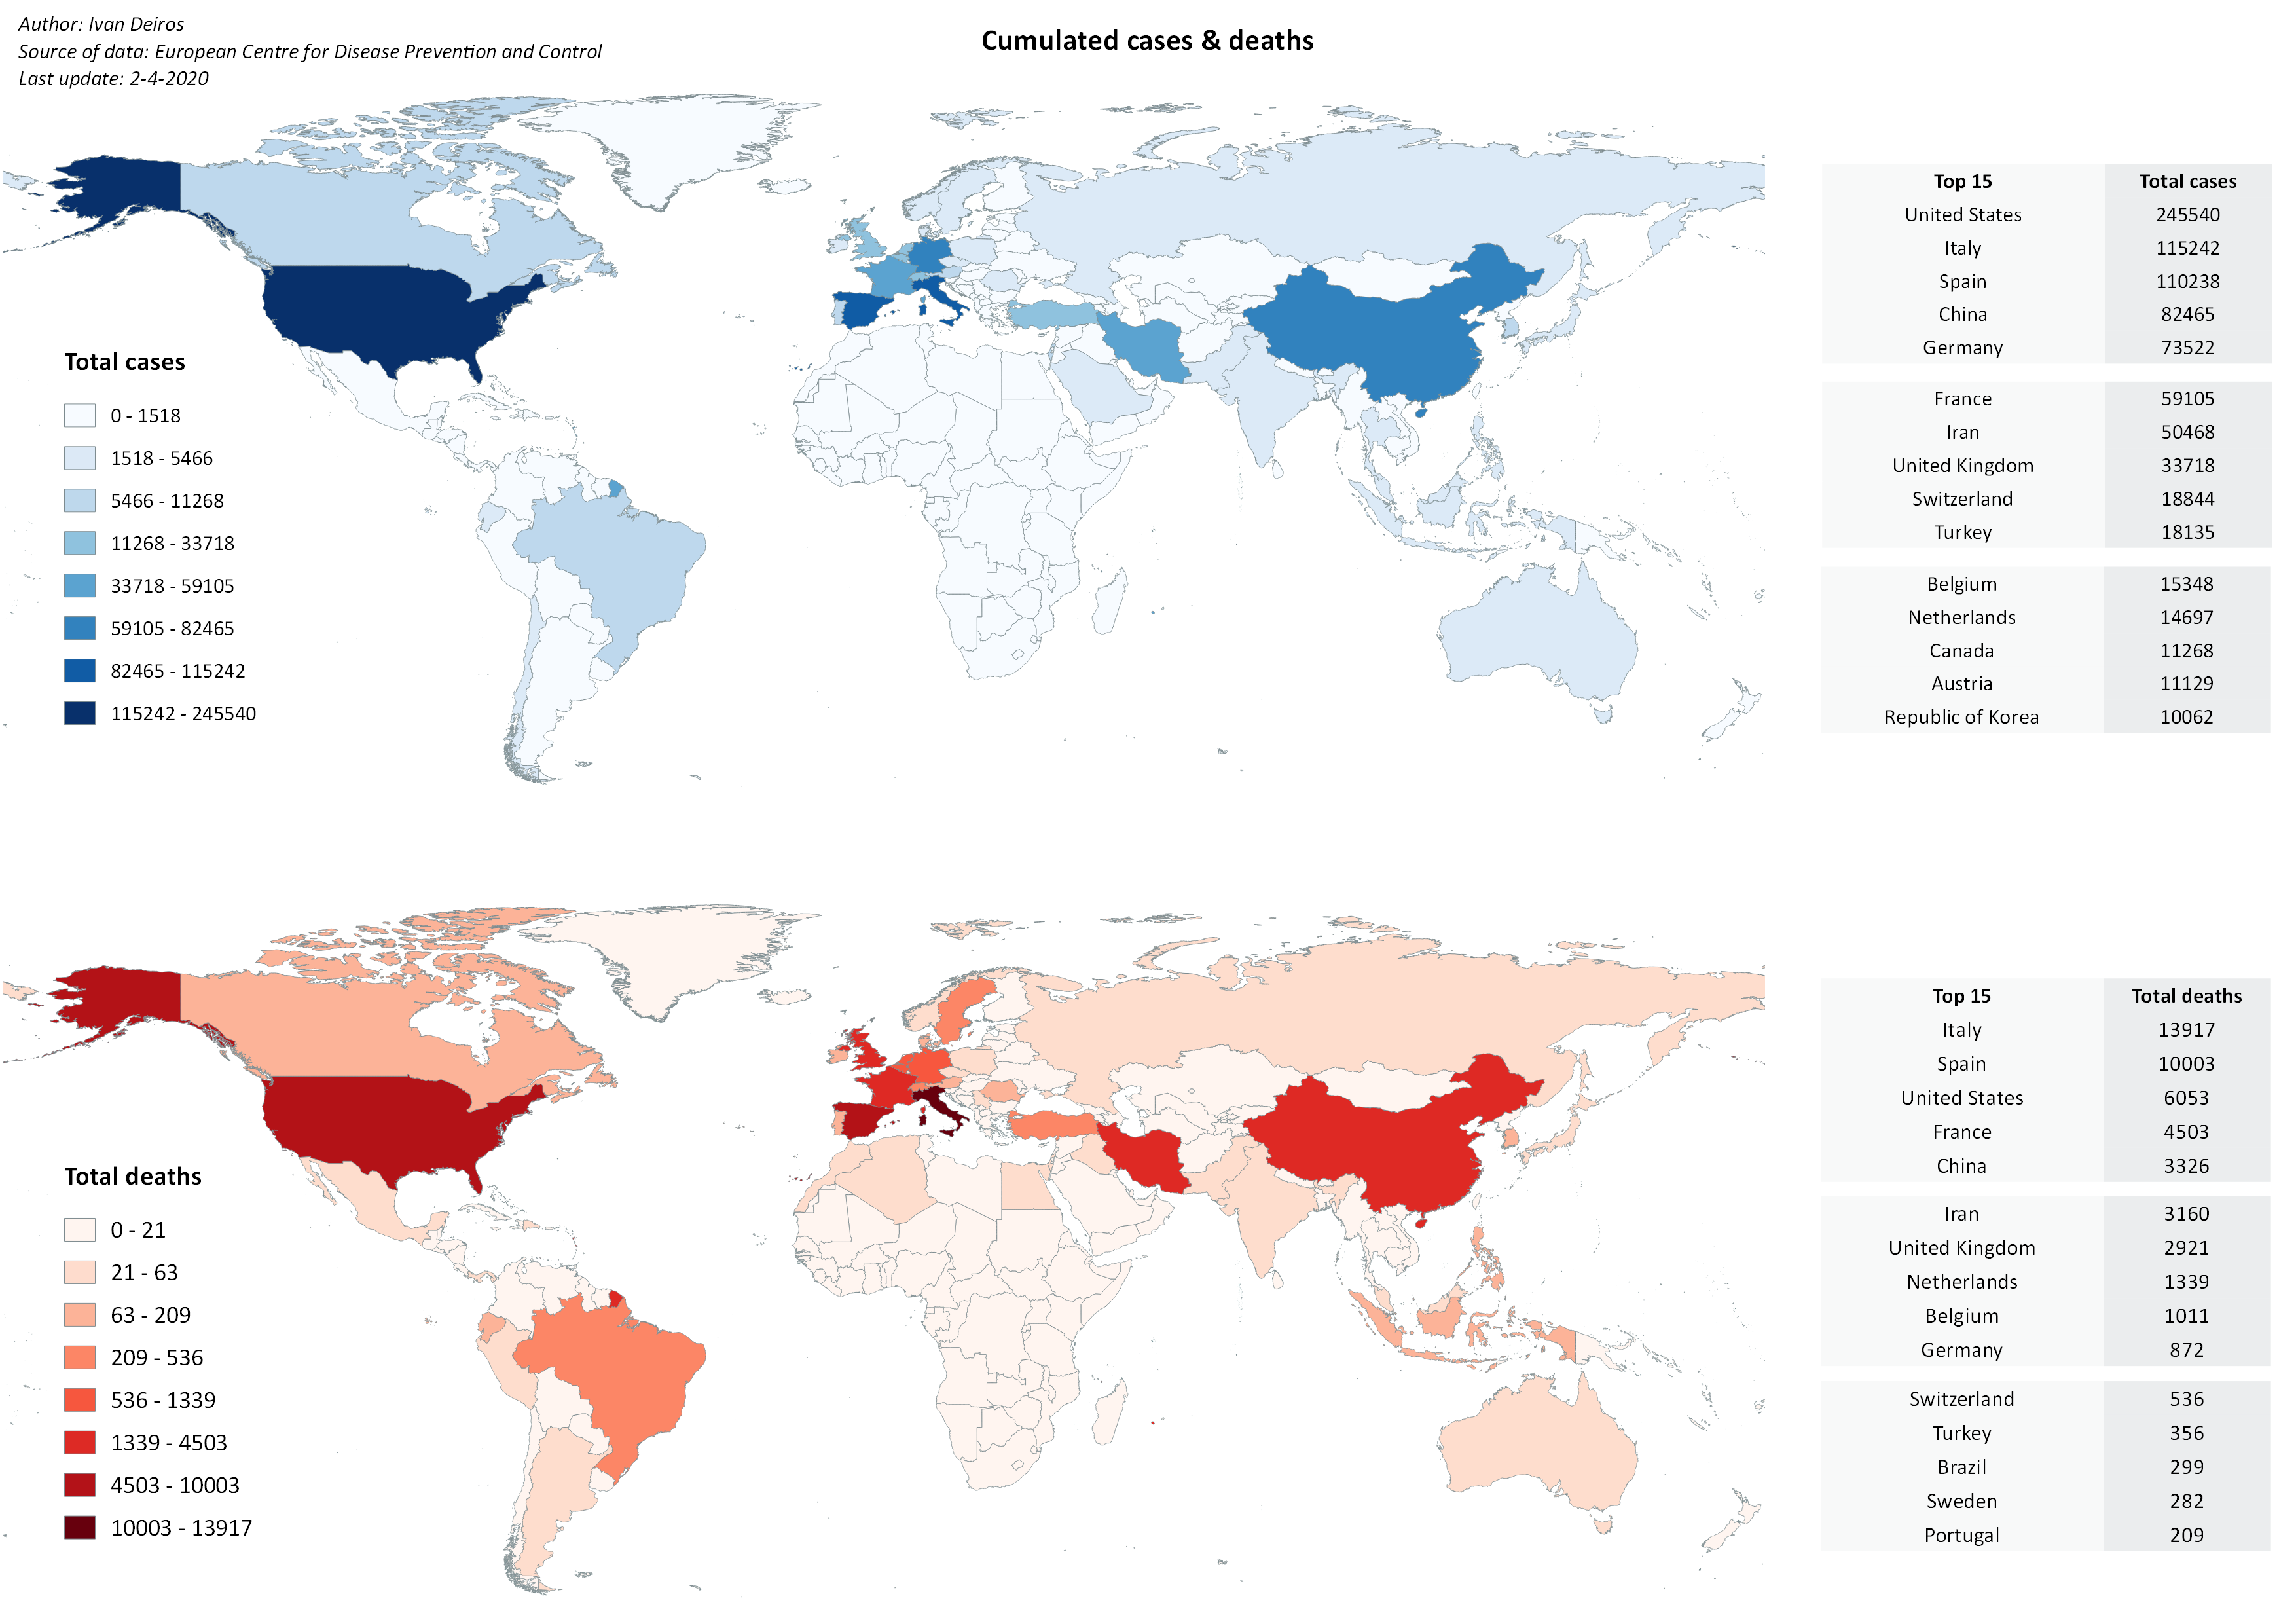 Author: Ivan Deiros
Source of data: European Centre for Disease Prevention and Control
Last update: 2-4-2020
Cumulated cases & deaths
Total cases
0 - 1518
1518 - 5466
5466 - 11268
11268 - 33718
33718 - 59105
59105 - 82465
82465 - 115242
115242 - 245540
Top 15 Total cases
United States 245540
Italy 115242
Spain 110238
China 82465
Germany 73522
France 59105
Iran 50468
United Kingdom 33718
Switzerland 18844
Turkey 18135
Belgium 15348
Netherlands 14697
Canada 11268
Austria 11129
Republic of Korea 10062
Total deaths
0 - 21
21 - 63
63 - 209
209 - 536
536 - 1339
1339 - 4503
4503 - 10003
10003 - 13917
Top 15 Total deaths
Italy 13917
Spain 10003
United States 6053
France 4503
China 3326
Iran 3160
United Kingdom 2921
Netherlands 1339
Belgium 1011
Germany 872
Switzerland 536
Turkey 356
Brazil 299
Sweden 282
Portugal 209